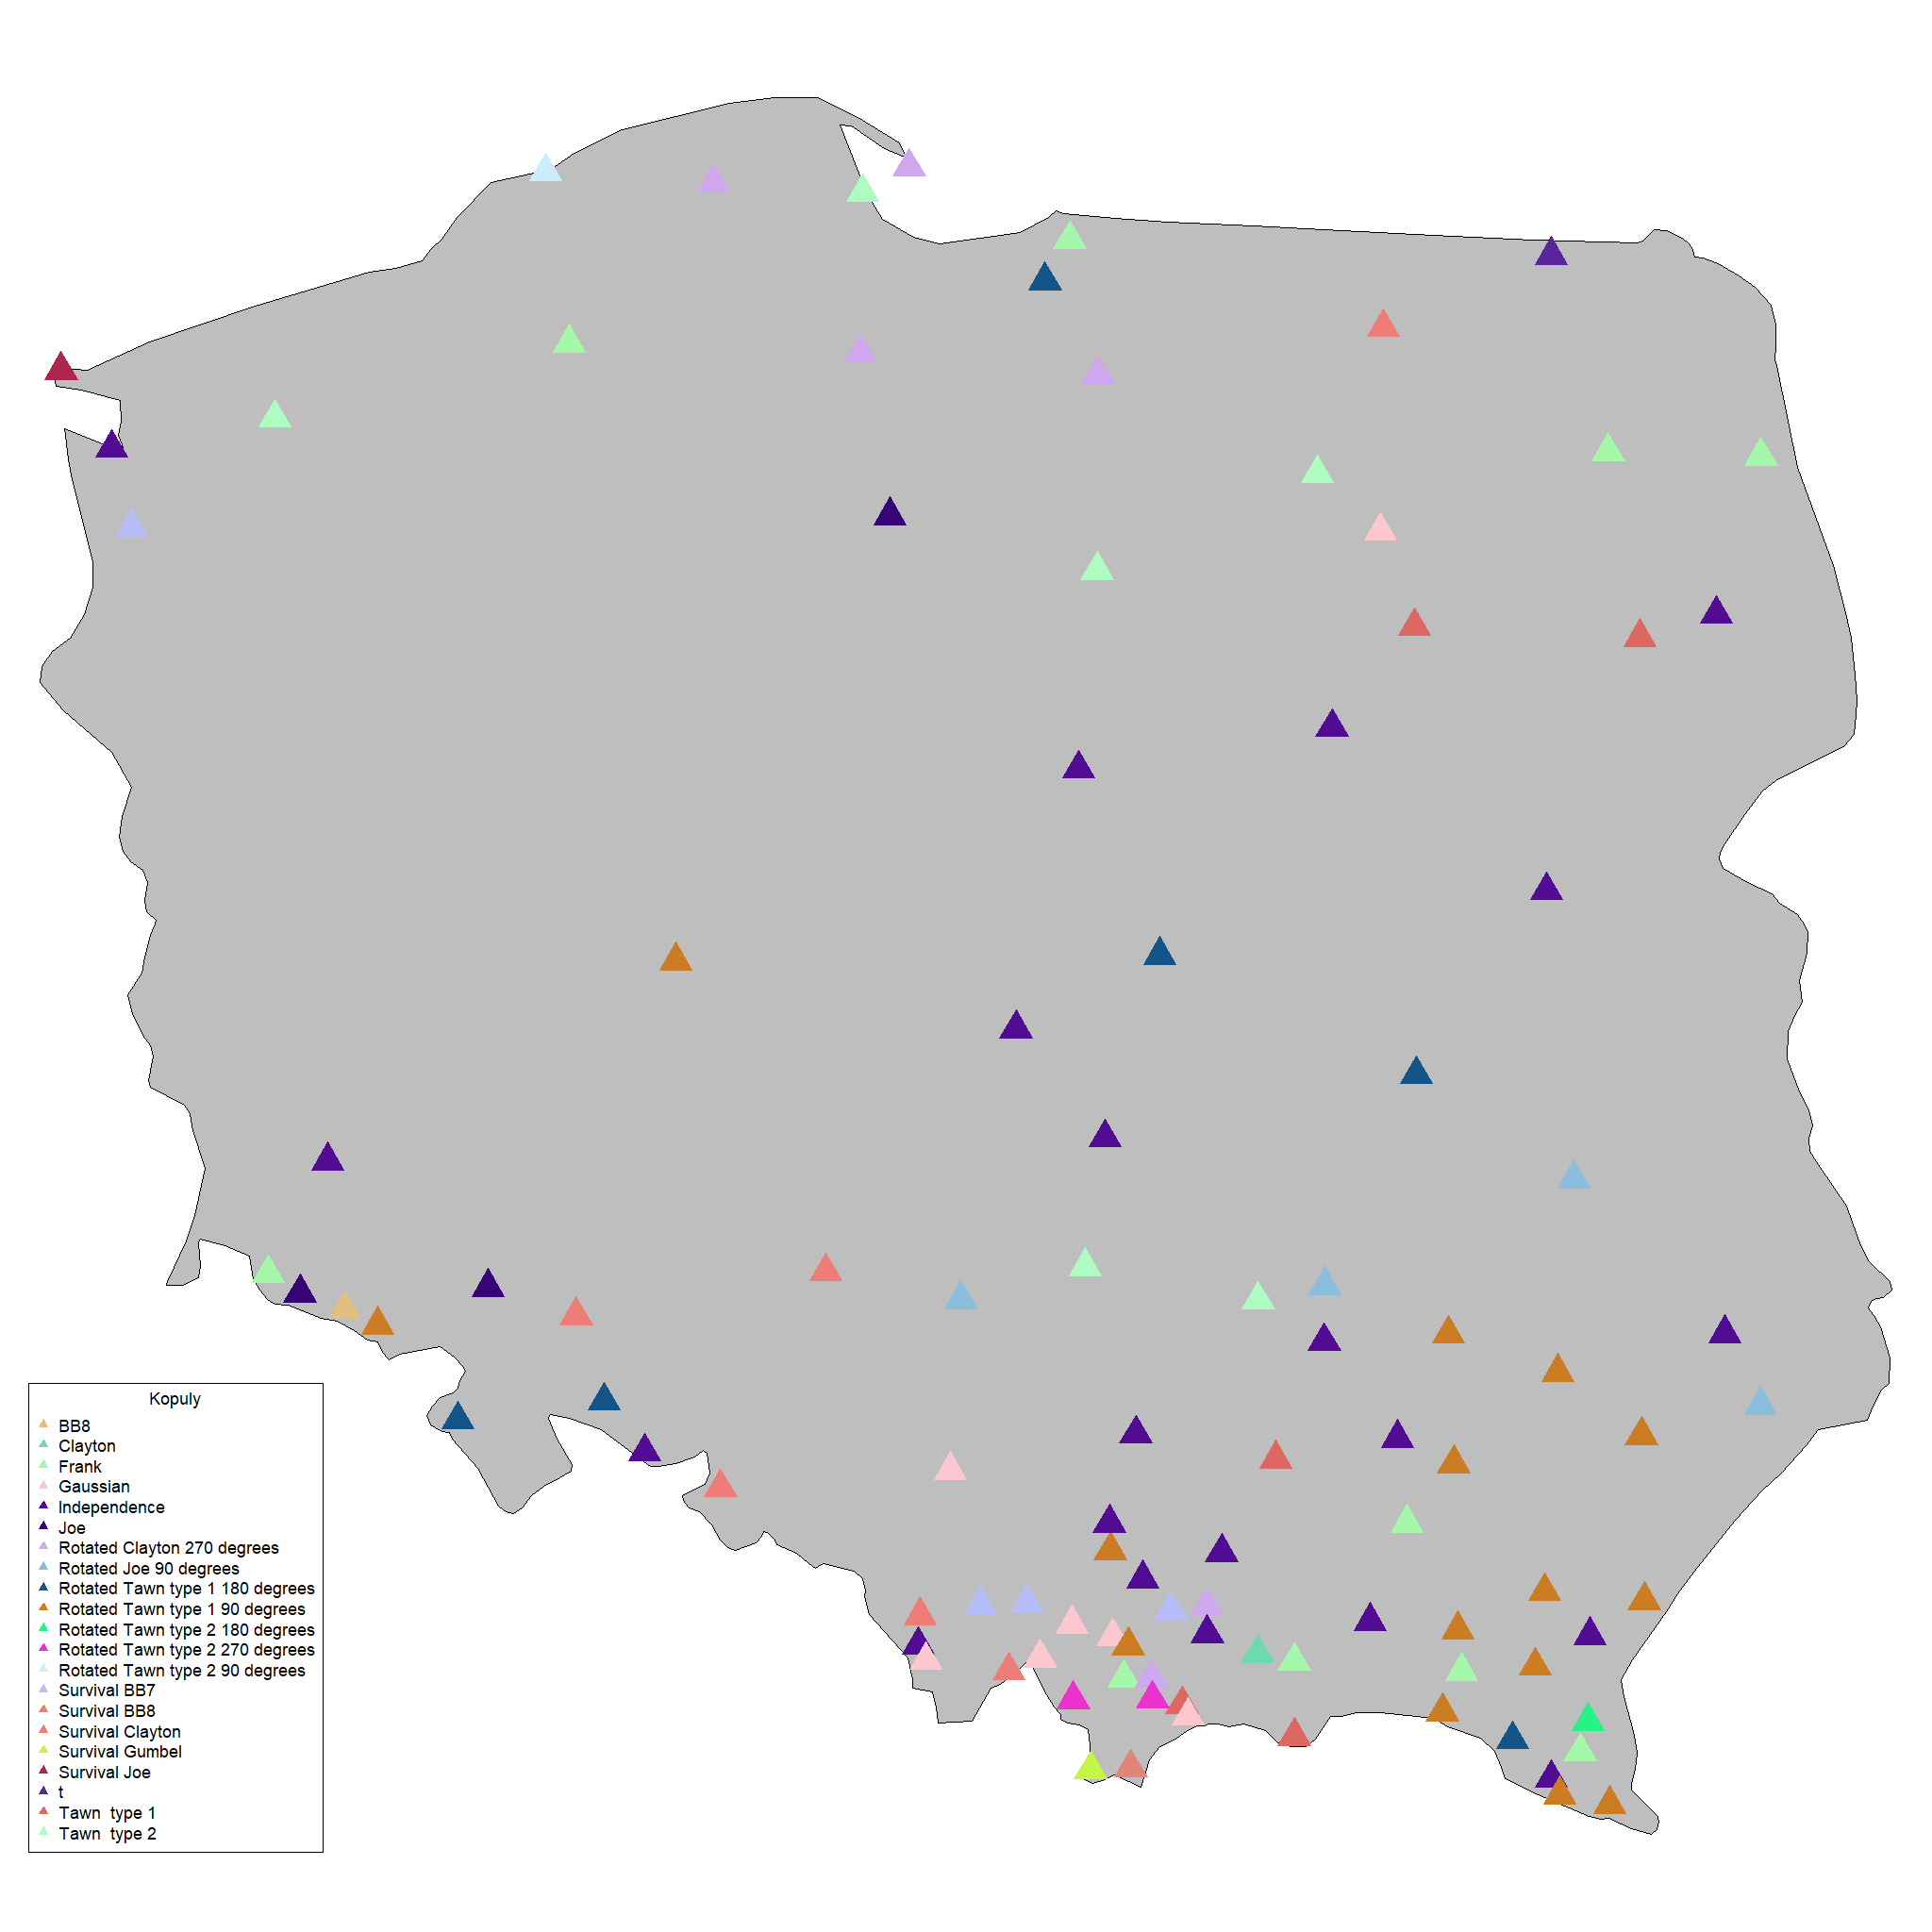 Kopuly
BB8
Clayton
Frank
Gaussian
Independence
Joe
Rotated Clayton 270 degrees
Rotated Joe 90 degrees
Rotated Tawn type 1 180 degrees
Rotated Tawn type 1 90 degrees
Rotated Tawn type 2 180 degrees
Rotated Tawn type 2 270 degrees
Rotated Tawn type 2 90 degrees
Survival BB7
Survival BB8
Survival Clayton
Survival Gumbel
Survival Joe
t
Tawn  type 1
Tawn  type 2